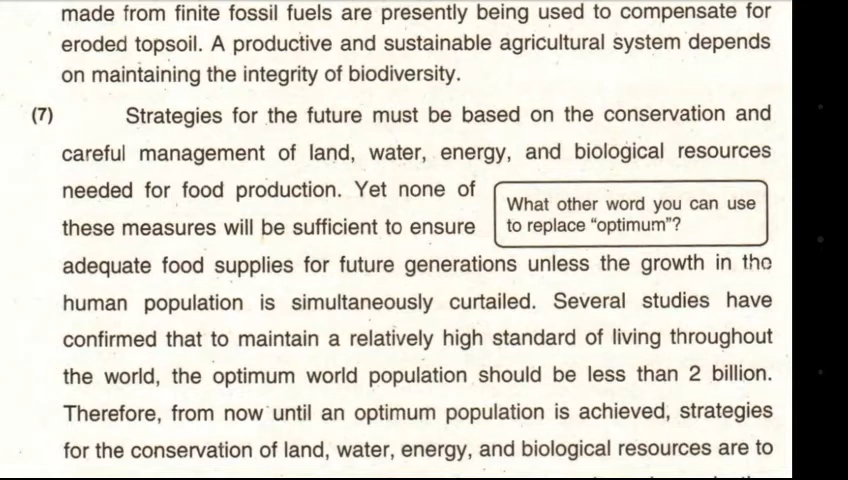 made from finite fossil fuels are presently being used to compensate for
eroded topsoil. A productive and sustainable agricultural system depends
on maintaining the integrity of biodiversity.
(7) Strategies for the future must be based on the conservation and
careful management of land, water, energy, and biological resources
needed for food production. Yet none of
these measures will be sufficient to ensure
What other word you can use
to replace “optimum”?
adequate food supplies for future generations unless the growth in the
human population is simultaneously curtailed. Several studies have
confirmed that to maintain a relatively high standard of living throughout
the world, the optimum world population should be less than 2 billion.
Therefore, from now until an optimum population is achieved, strategies
for the conservation of land, water, energy, and biological resources are to